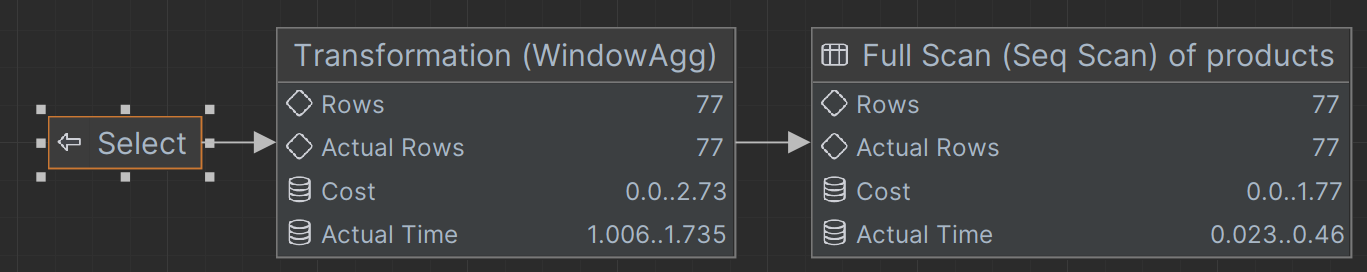 Select
Transformation (WindowAgg)
Rows 77
Actual Rows 77
Cost 0.0..2.73
Actual Time 1.006..1.735
Full Scan (Seq Scan) of products
Rows 77
Actual Rows 77
Cost 0.0..1.77
Actual Time 0.023..0.46